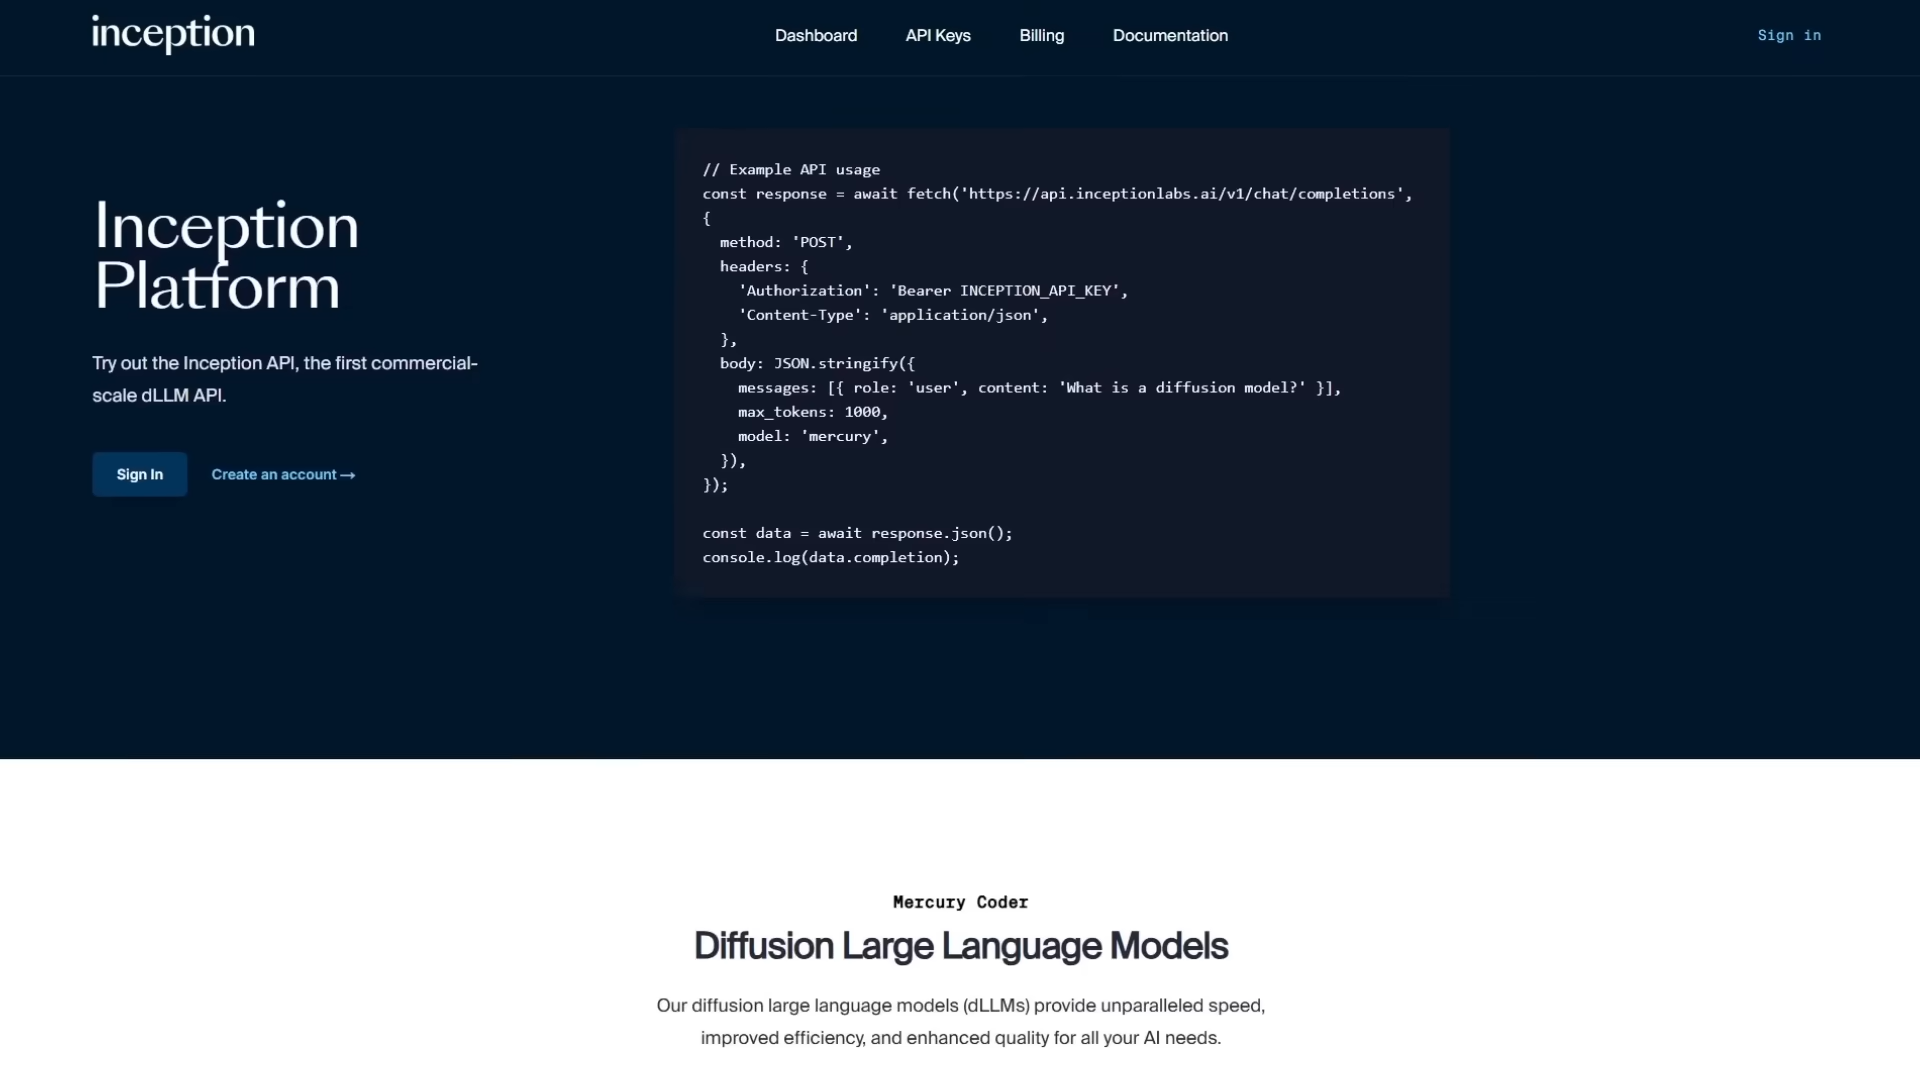 inception
Dashboard
API Keys
Billing
Documentation
Sign in
Inception
Platform
Try out the Inception API, the first commercial-
scale dLLM API.
Sign In
Create an account →
// Example API usage
const response = await fetch('https://api.inceptionlabs.ai/v1/chat/completions',
{
  method: 'POST',
  headers: {
    'Authorization': 'Bearer INCEPTION_API_KEY',
    'Content-Type': 'application/json',
  },
  body: JSON.stringify({
    messages: [{ role: 'user', content: 'What is a diffusion model?' }],
    max_tokens: 1000,
    model: 'mercury',
  }),
});
const data = await response.json();
console.log(data.completion);
Mercury Coder
Diffusion Large Language Models
Our diffusion large language models (dLLMs) provide unparalleled speed,
improved efficiency, and enhanced quality for all your AI needs.